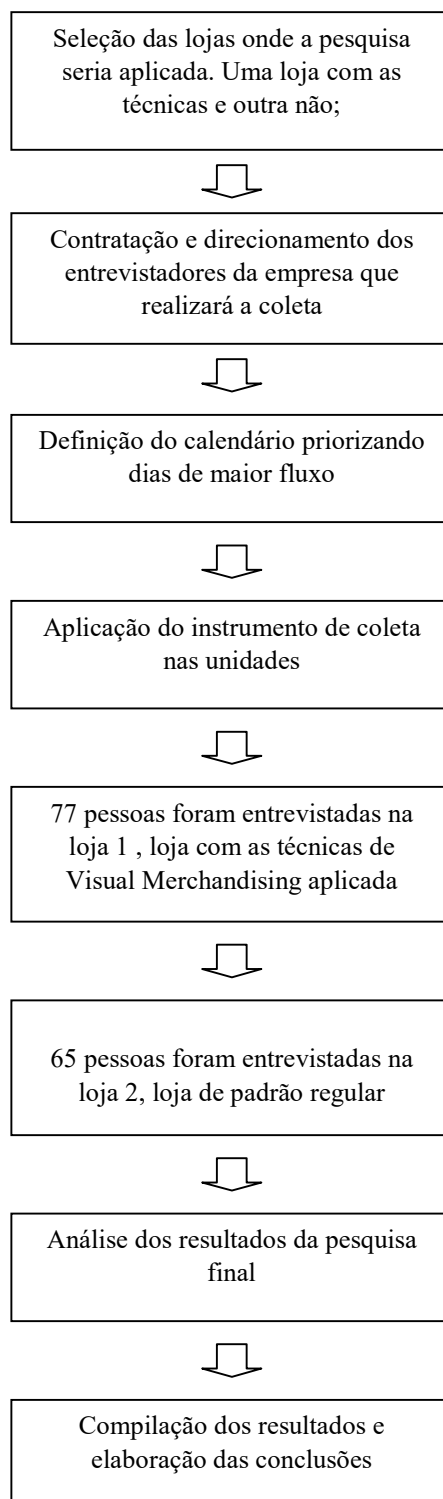 Seleção das lojas onde a pesquisa
seria aplicada. Uma loja com as
técnicas e outra não;
Contratação e direcionamento dos
entrevistadores da empresa que
realizará a coleta
Definição do calendário priorizando
dias de maior fluxo
Aplicação do instrumento de coleta
nas unidades
77 pessoas foram entrevistadas na
loja 1 , loja com as técnicas de
Visual Merchandising aplicada
65 pessoas foram entrevistadas na
loja 2, loja de padrão regular
Análise dos resultados da pesquisa
final
Compilação dos resultados e
elaboração das conclusões